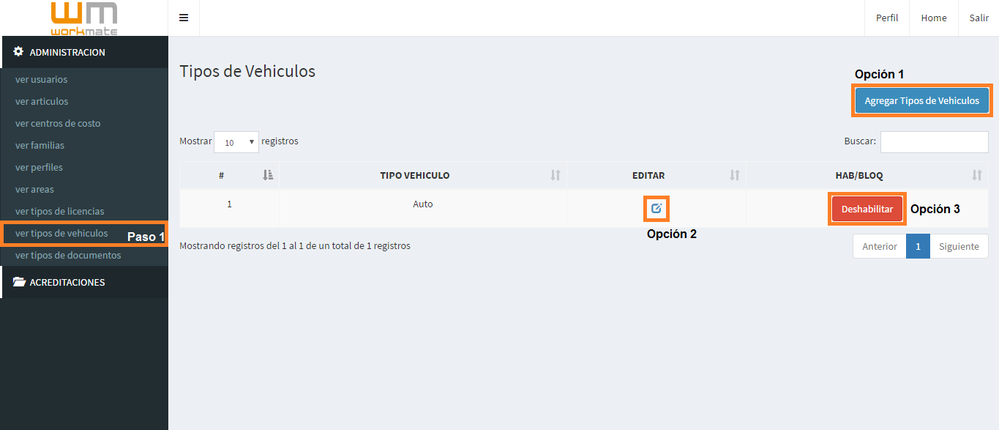 wm
workmate
Perfil
Home
Salir
ADMINISTRACION
ver usuarios
ver articulos
ver centros de costo
ver familias
ver perfiles
ver areas
ver tipos de licencias
ver tipos de vehiculos
Paso 1
ver tipos de documentos
ACREDITACIONES
Tipos de Vehiculos
Opción 1
Agregar Tipos de Vehiculos
Mostrar 10 registros
Buscar:
# TIPO VEHICULO EDITAR HAB/BLOQ
1 Auto Deshabilitar Opción 3
Opción 2
Mostrando registros del 1 al 1 de un total de 1 registros
Anterior 1 Siguiente